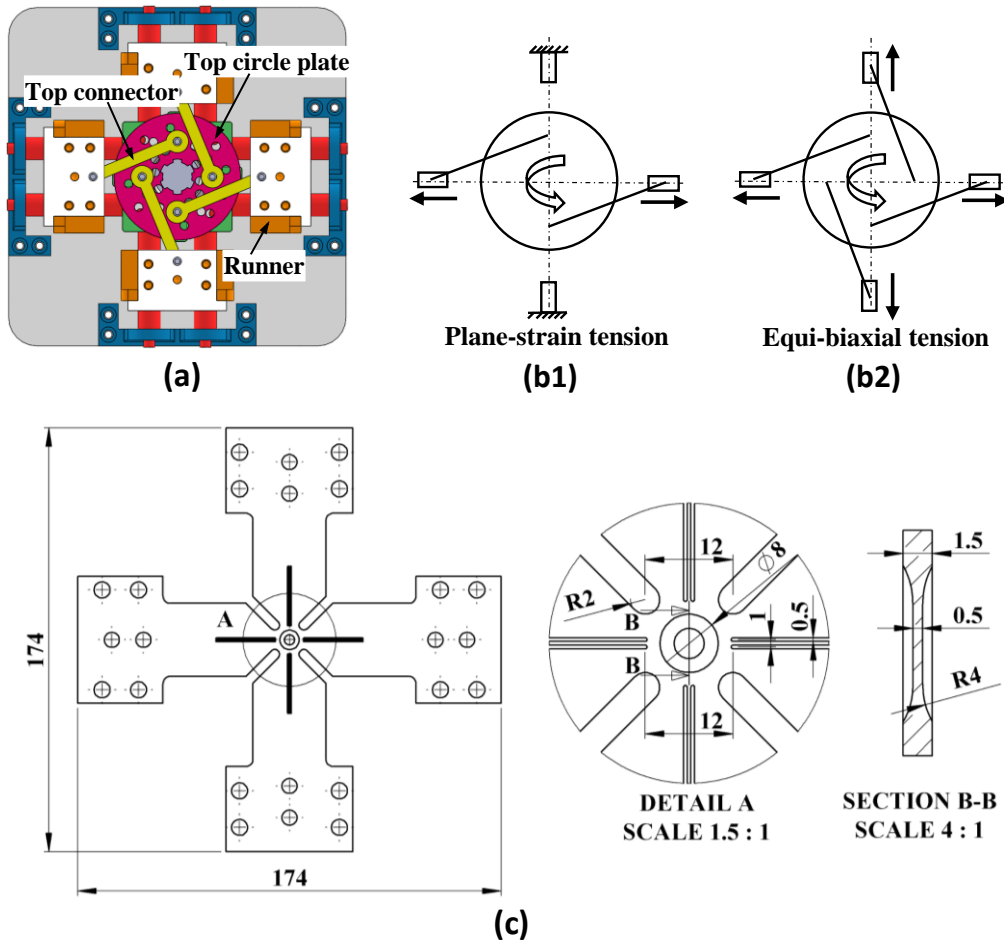 Top circle plate
Top connector
Runner
(a)
Plane-strain tension
(b1)
Equi-biaxial tension
(b2)
174
A
174
12
Ø 8
R2
B
1
0.5
B
12
DETAIL A
SCALE 1.5 : 1
1.5
0.5
R4
SECTION B-B
SCALE 4 : 1
(c)